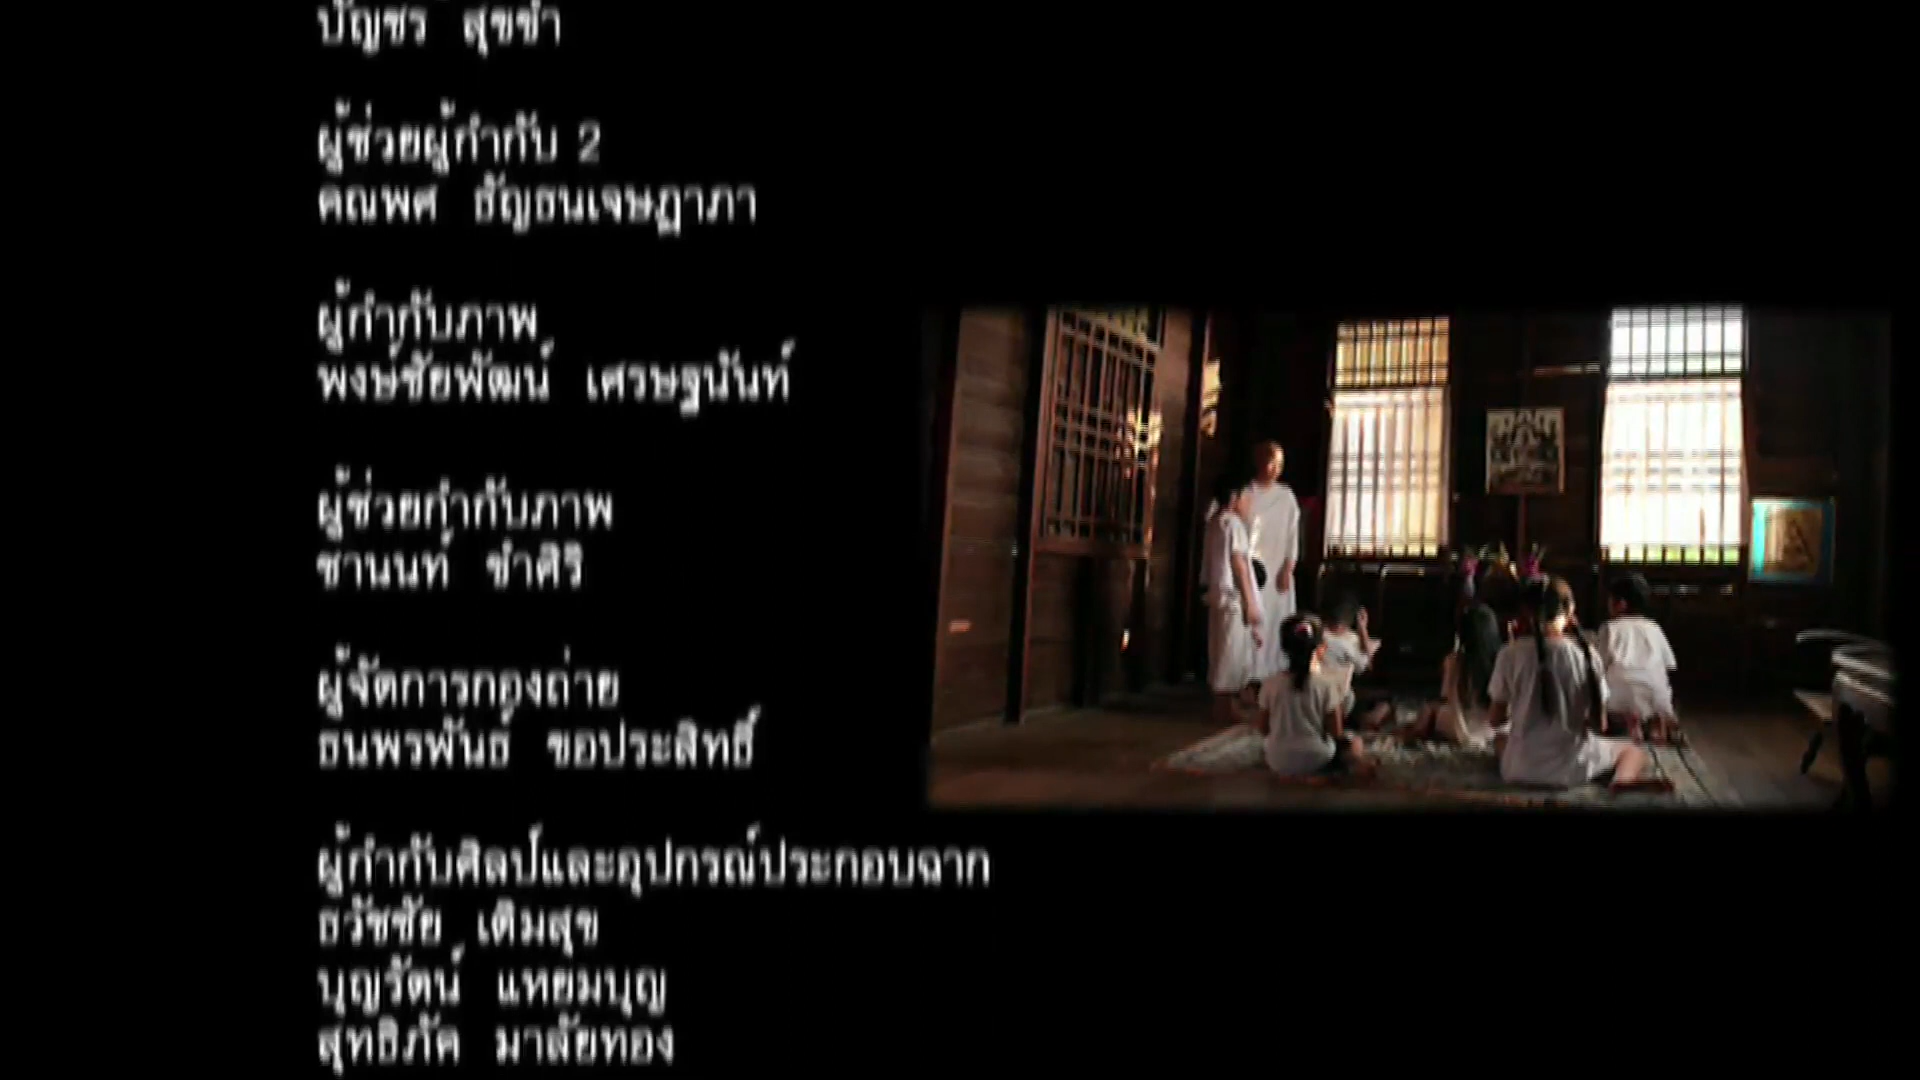 ปัญชร สุขขำ
ผู้ช่วยผู้กำกับ 2
คณพศ ธัญธนเจษฎาภา
ผู้กำกับภาพ
พงษ์ชัยพัฒน์ เศรษฐนันท์
ผู้ช่วยกำกับภาพ
ชานนท์ ขำศิริ
ผู้จัดการกองถ่าย
ธนพรพันธ์ ขอประสิทธิ์
ผู้กำกับศิลป์และอุปกรณ์ประกอบฉาก
ธวัชชัย เติมสุข
บุญรัตน์ แทยมบุญ
สุทธิภัค มาลัยทอง